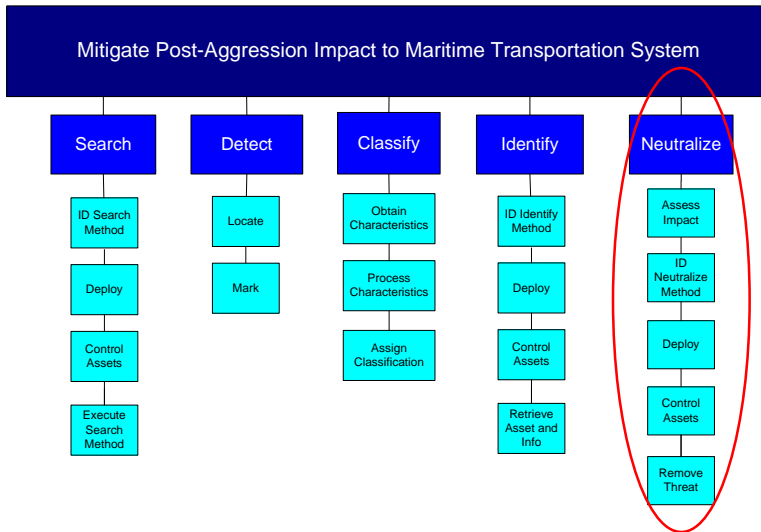 Mitigate Post-Aggression Impact to Maritime Transportation System
Search
ID Search
Method
Deploy
Control
Assets
Execute
Search
Method
Detect
Locate
Mark
Classify
Obtain
Characteristics
Process
Characteristics
Assign
Classification
Identify
ID Identify
Method
Deploy
Control
Assets
Retrieve
Asset and
Info
Neutralize
Assess
Impact
ID
Neutralize
Method
Deploy
Control
Assets
Remove
Threat